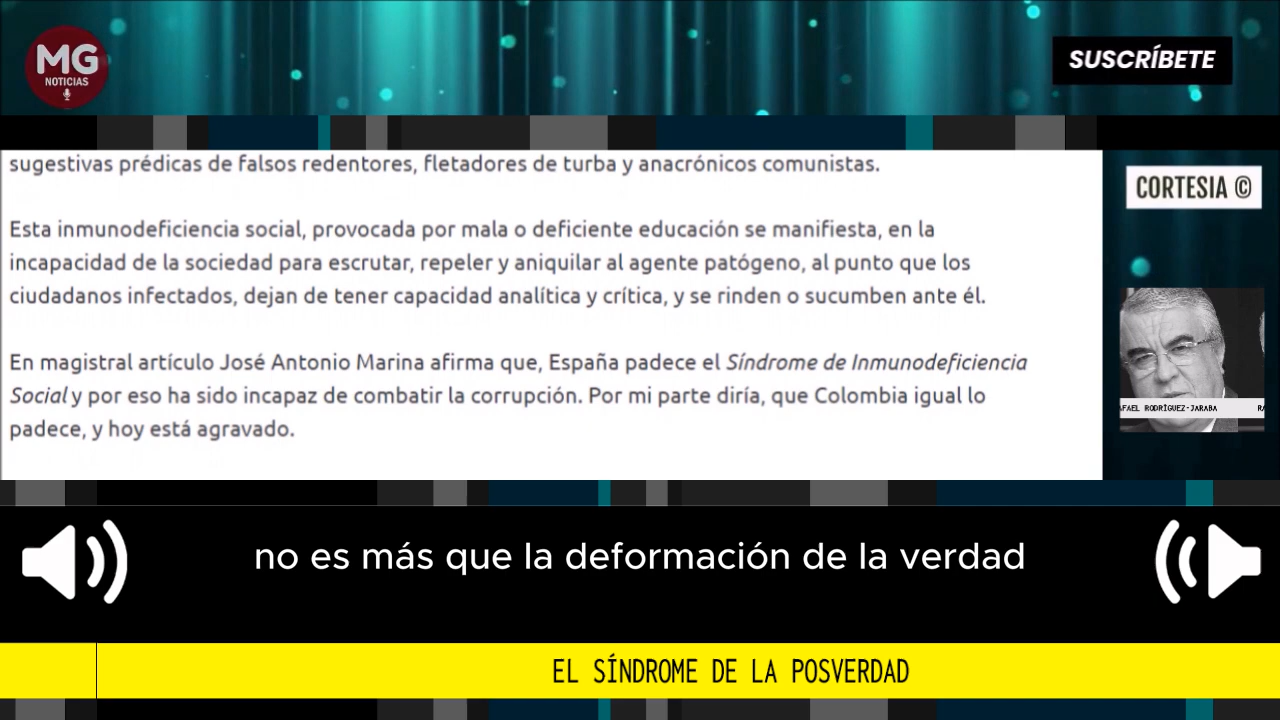 MG
NOTICIAS
SUSCRÍBETE
sugestivas prédicas de falsos redentores, fletadores de turba y anacrónicos comunistas.
Esta inmunodeficiencia social, provocada por mala o deficiente educación se manifiesta, en la
incapacidad de la sociedad para escrutar, repeler y aniquilar al agente patógeno, al punto que los
ciudadanos infectados, dejan de tener capacidad analítica y crítica, y se rinden o sucumben ante él.
En magistral artículo José Antonio Marina afirma que, España padece el Síndrome de Inmunodeficiencia
Social y por eso ha sido incapaz de combatir la corrupción. Por mi parte diría, que Colombia igual lo
padece, y hoy está agravado.
CORTESIA ©
AFAEL RODRÍGUEZ-JARABA RA
no es más que la deformación de la verdad
EL SÍNDROME DE LA POSVERDAD